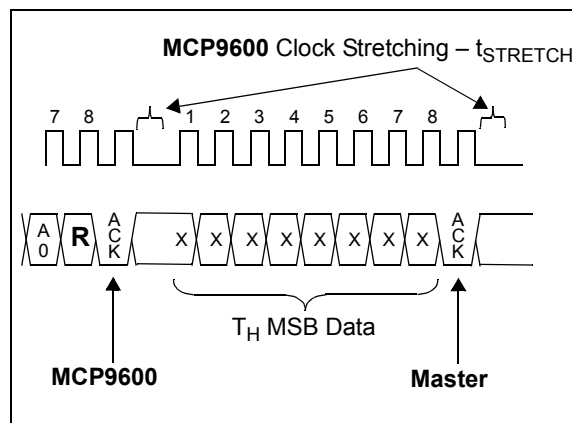 MCP9600 Clock Stretching – tSTRETCH
7 8 1 2 3 4 5 6 7 8
A0 R ACK X X X X X X X X ACK
TH MSB Data
MCP9600 Master